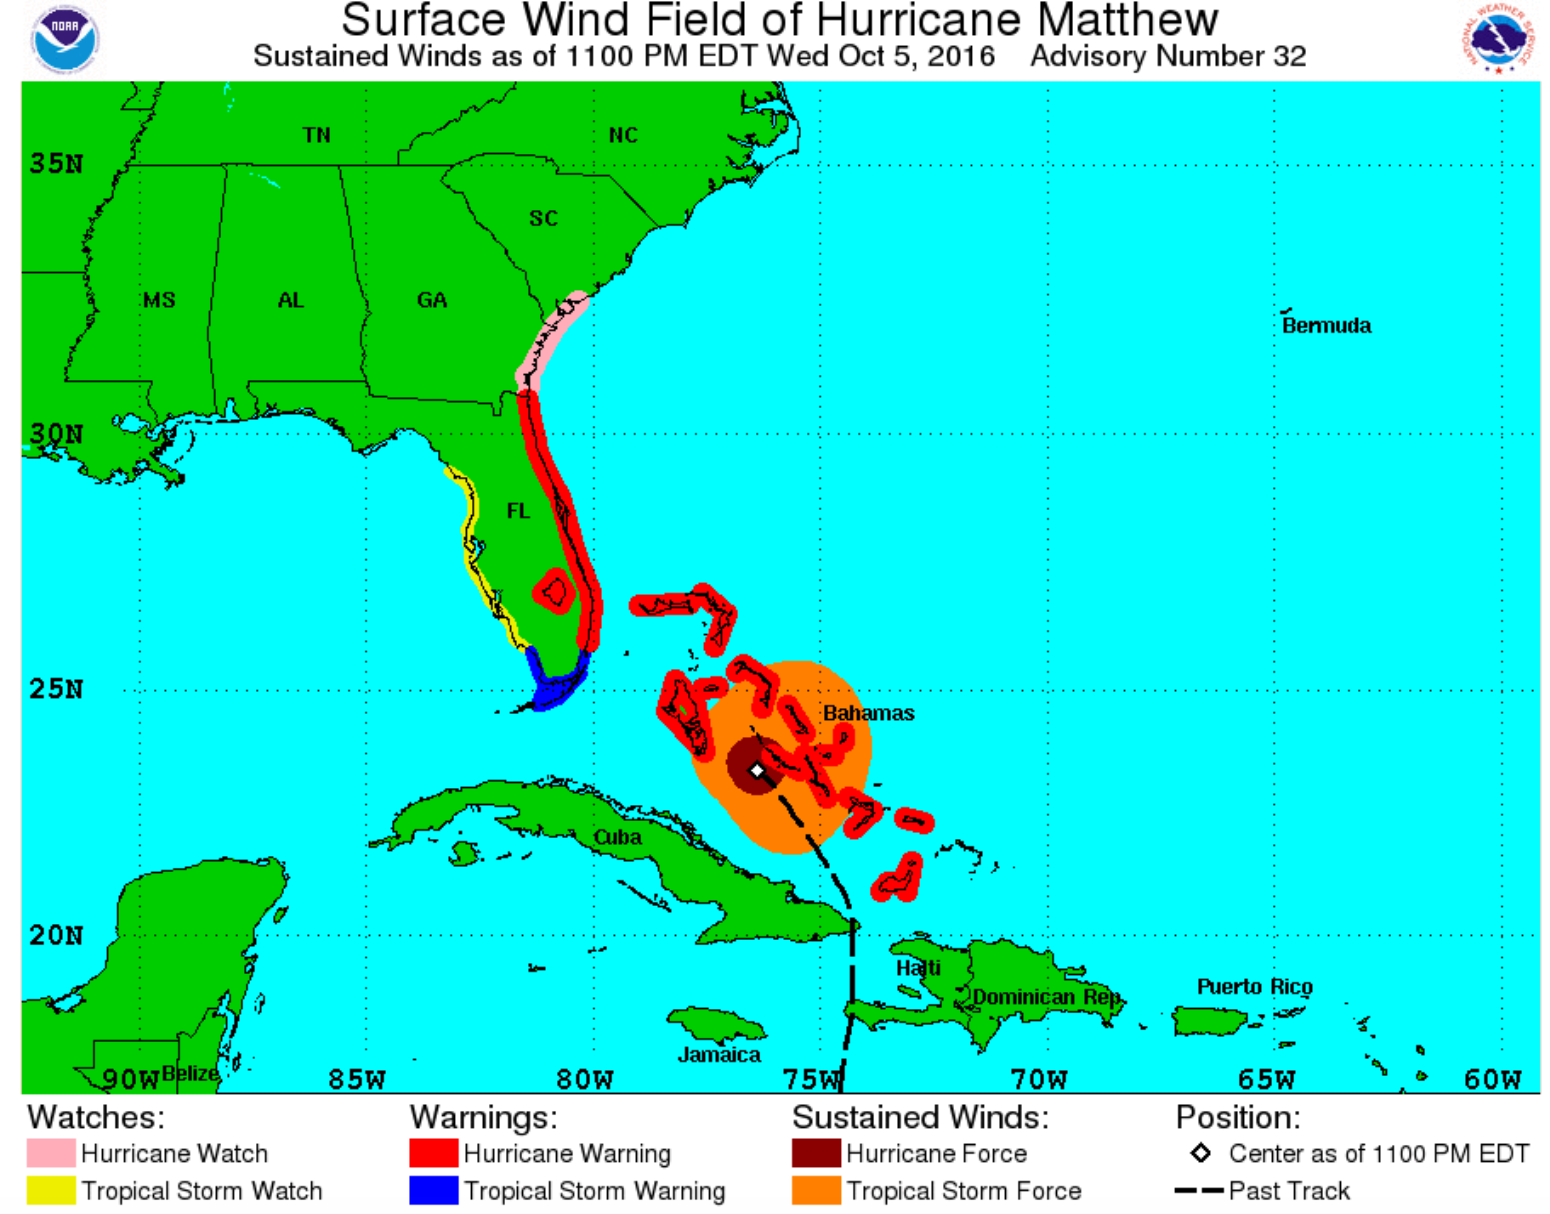 Surface Wind Field of Hurricane Matthew
NOAA
Sustained Winds as of 1100 PM EDT Wed Oct 5, 2016 Advisory Number 32
NATIONAL WEATHER SERVICE
TN
NC
35N
SC
MS
AL
GA
Bermuda
30N
FL
25N
Bahamas
Cuba
20N
Haiti
Dominican Rep
Puerto Rico
Jamaica
Belize
90W
85W
80W
75W
70W
65W
60W
Watches:
Warnings:
Sustained Winds:
Position:
Hurricane Watch
Hurricane Warning
Hurricane Force
Center as of 1100 PM EDT
Tropical Storm Watch
Tropical Storm Warning
Tropical Storm Force
Past Track